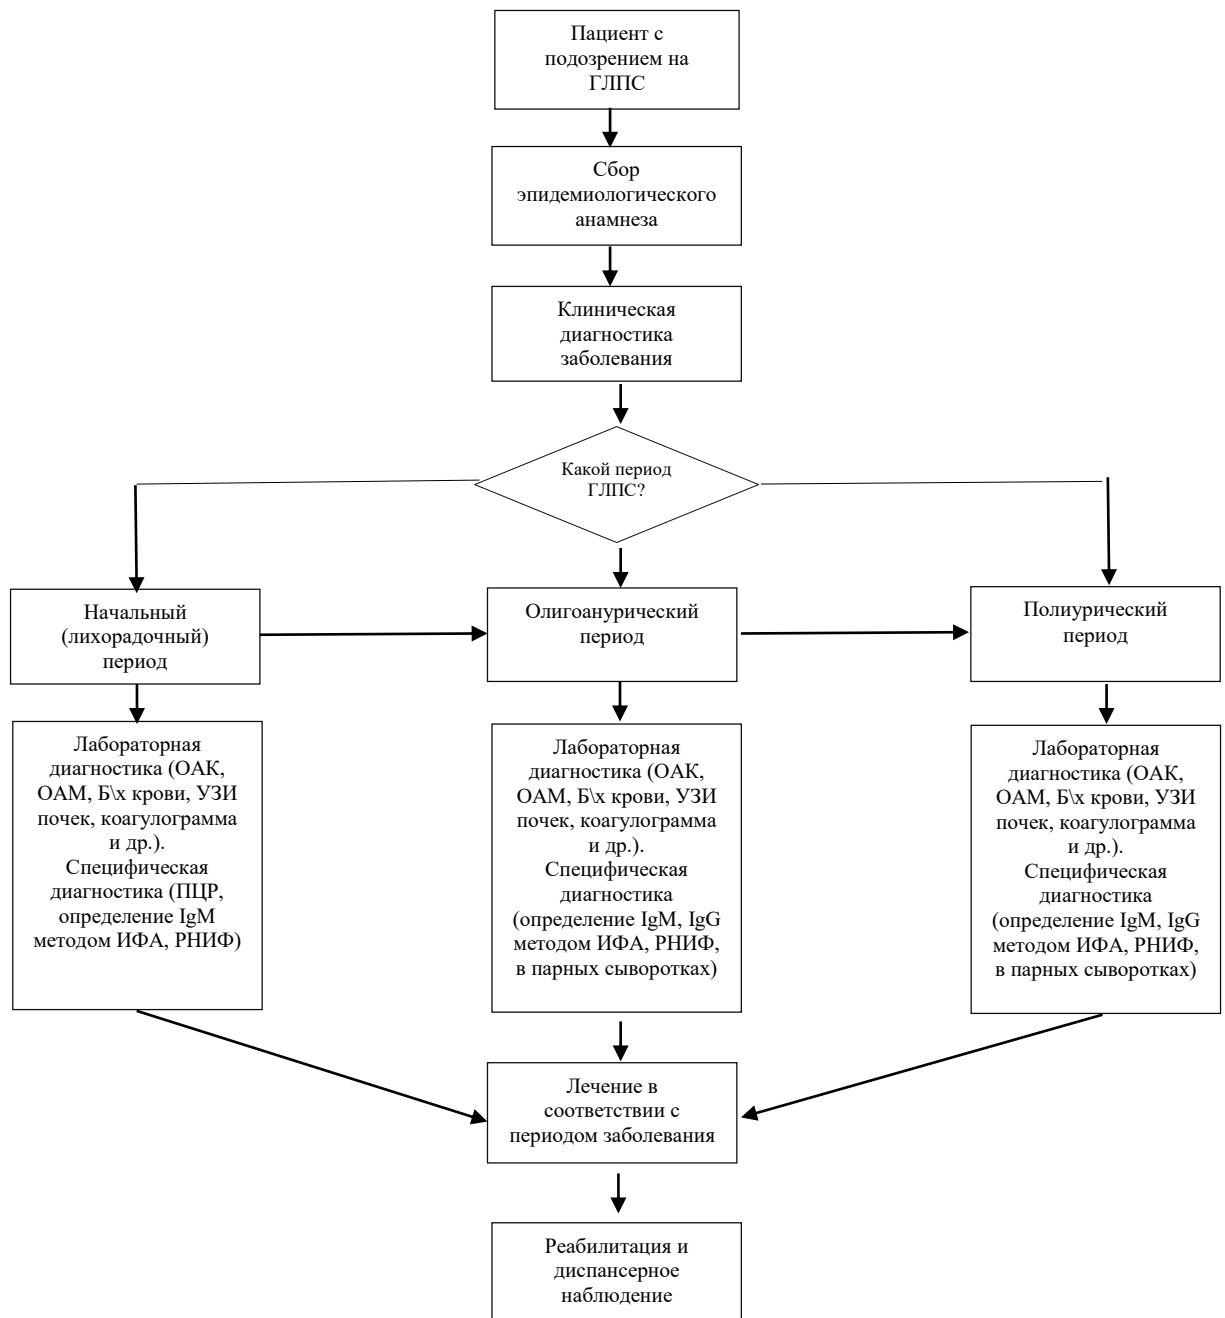 Пациент с
подозрением на
ГЛПС
Сбор
эпидемиологического
анамнеза
Клиническая
диагностика
заболевания
Какой период
ГЛПС?
Начальный
(лихорадочный)
период
Олигоанурический
период
Полиурический
период
Лабораторная
диагностика (ОАК,
ОАМ, Б\х крови, УЗИ
почек, коагулограмма
и др.).
Специфическая
диагностика (ПЦР,
определение IgM
методом ИФА, РНИФ)
Лабораторная
диагностика (ОАК,
ОАМ, Б\х крови, УЗИ
почек, коагулограмма
и др.).
Специфическая
диагностика
(определение IgM, IgG
методом ИФА, РНИФ,
в парных сыворотках)
Лабораторная
диагностика (ОАК,
ОАМ, Б\х крови, УЗИ
почек, коагулограмма
и др.).
Специфическая
диагностика
(определение IgM, IgG
методом ИФА, РНИФ,
в парных сыворотках)
Лечение в
соответствии с
периодом заболевания
Реабилитация и
диспансерное
наблюдение